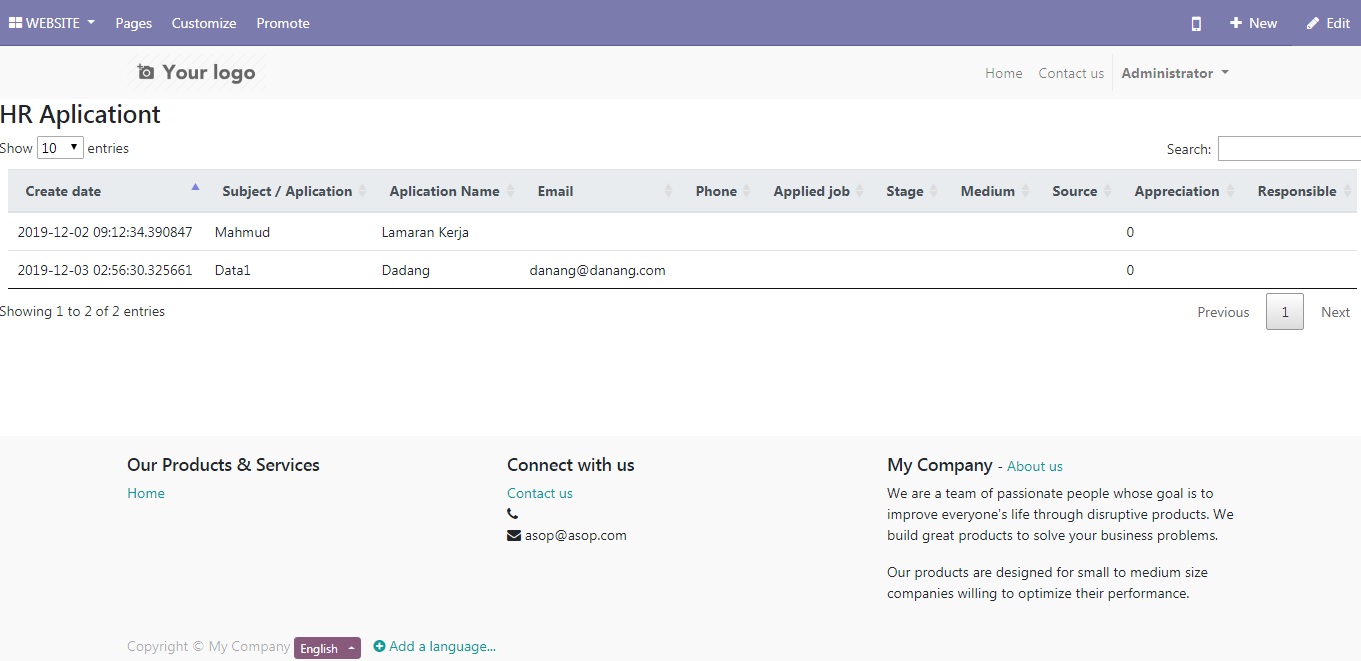 WEBSITE Pages Customize Promote New Edit
Your logo Home Contact us Administrator
HR Aplicationt
Show 10 entries Search:
Create date Subject / Aplication Aplication Name Email Phone Applied job Stage Medium Source Appreciation Responsible
2019-12-02 09:12:34.390847 Mahmud Lamaran Kerja 0
2019-12-03 02:56:30.325661 Data1 Dadang danang@danang.com 0
Showing 1 to 2 of 2 entries Previous 1 Next
Our Products & Services
Home
Connect with us
Contact us
asop@asop.com
My Company - About us
We are a team of passionate people whose goal is to
improve everyone's life through disruptive products. We
build great products to solve your business problems.
Our products are designed for small to medium size
companies willing to optimize their performance.
Copyright © My Company English Add a language...